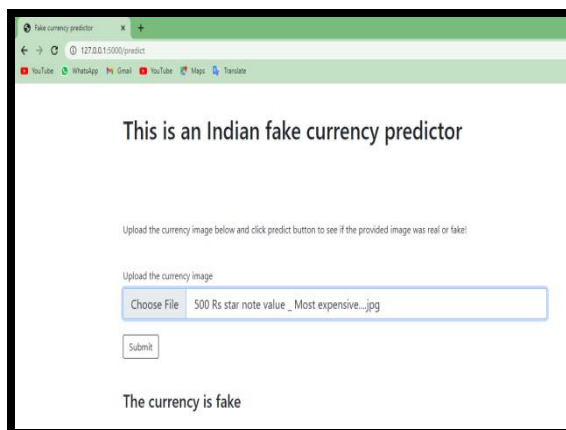 Fake currency predictor
127.0.0.1:5000/predict
YouTube WhatsApp Gmail YouTube Maps Translate
This is an Indian fake currency predictor
Upload the currency image below and click predict button to see if the provided image was real or fake!
Upload the currency image
Choose File 500 Rs star note value _ Most expensive....jpg
Submit
The currency is fake